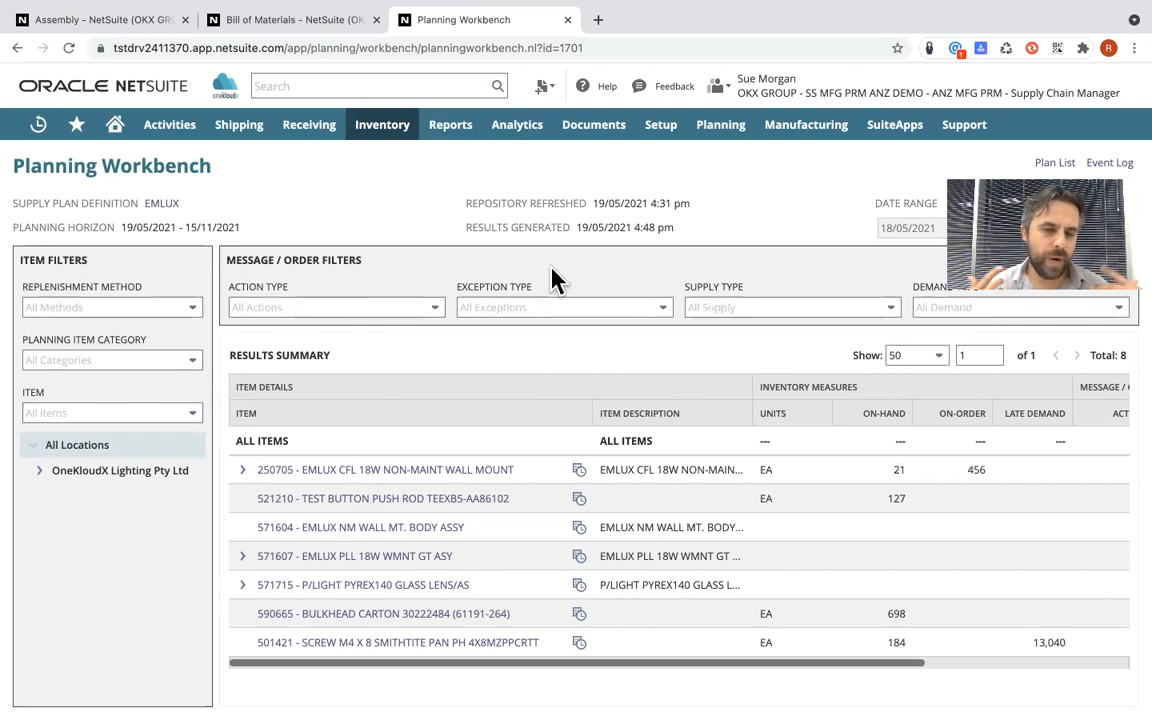 Assembly - NetSuite (OKX GR
Bill of Materials - NetSuite (OK
Planning Workbench
tstdrv2411370.app.netsuite.com/app/planning/workbench/planningworkbench.nl?id=1701
1
R
ORACLE NETSUITE
onekloudx
Search
Help
Feedback
Sue Morgan
OKX GROUP - SS MFG PRM ANZ DEMO - ANZ MFG PRM - Supply Chain Manager
Activities
Shipping
Receiving
Inventory
Reports
Analytics
Documents
Setup
Planning
Manufacturing
SuiteApps
Support
Planning Workbench
Plan List
Event Log
SUPPLY PLAN DEFINITION EMLUX
REPOSITORY REFRESHED 19/05/2021 4:31 pm
DATE RANGE
PLANNING HORIZON 19/05/2021 - 15/11/2021
RESULTS GENERATED 19/05/2021 4:48 pm
18/05/2021
ITEM FILTERS
REPLENISHMENT METHOD
All Methods
PLANNING ITEM CATEGORY
All Categories
ITEM
All items
All Locations
OneKloudX Lighting Pty Ltd
MESSAGE / ORDER FILTERS
ACTION TYPE
EXCEPTION TYPE
SUPPLY TYPE
DEMAN
All Actions
All Exceptions
All Supply
All Demand
RESULTS SUMMARY
Show: 50 1 of 1 Total: 8
ITEM DETAILS INVENTORY MEASURES MESSAGE /
ITEM ITEM DESCRIPTION UNITS ON-HAND ON-ORDER LATE DEMAND ACT
ALL ITEMS ALL ITEMS --- --- --- ---
250705 - EMLUX CFL 18W NON-MAINT WALL MOUNT EMLUX CFL 18W NON-MAIN... EA 21 456
521210 - TEST BUTTON PUSH ROD TEEXB5-AA86102 EA 127
571604 - EMLUX NM WALL MT. BODY ASSY EMLUX NM WALL MT. BODY...
571607 - EMLUX PLL 18W WMNT GT ASY EMLUX PLL 18W WMNT GT ...
571715 - P/LIGHT PYREX140 GLASS LENS/AS P/LIGHT PYREX140 GLASS L...
590665 - BULKHEAD CARTON 30222484 (61191-264) EA 698
501421 - SCREW M4 X 8 SMITHTITE PAN PH 4X8MZPPCRTT EA 184 13,040